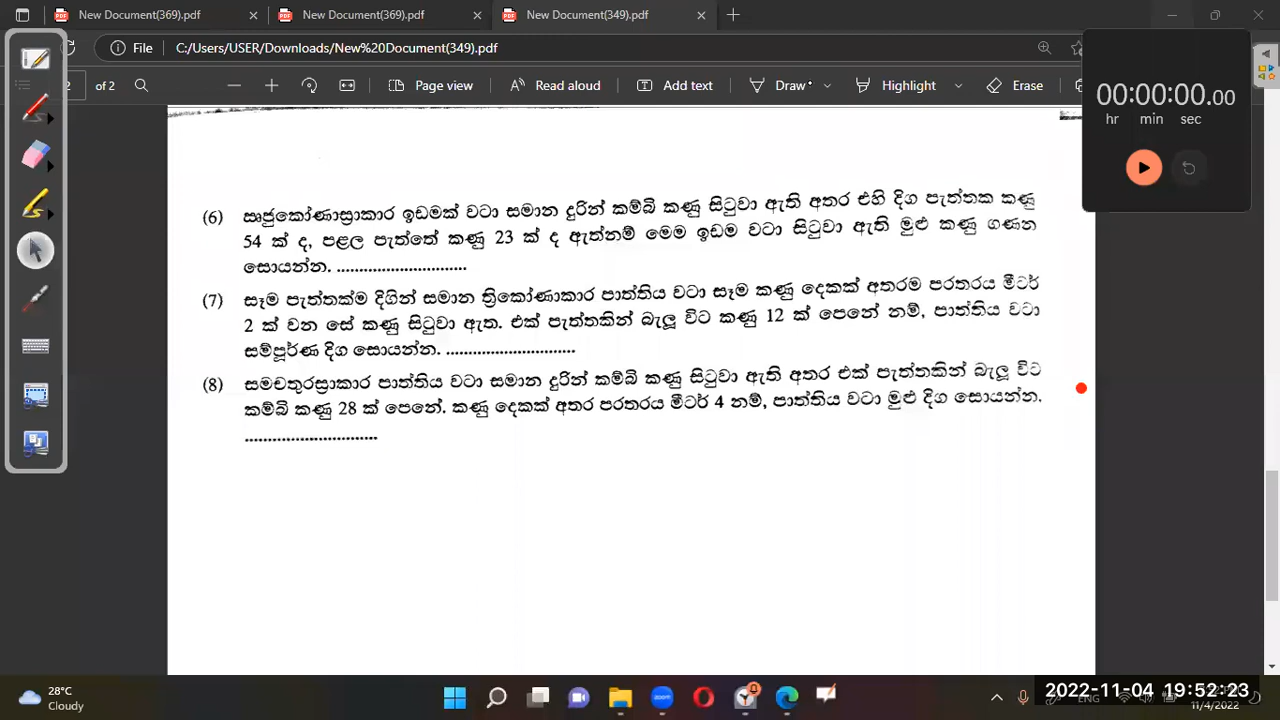 New Document(369).pdf
New Document(369).pdf
New Document(349).pdf
File
C:/Users/USER/Downloads/New%20Document(349).pdf
2 of 2
Page view
Read aloud
Add text
Draw
Highlight
Erase
00:00:00.00
hr min sec
(6) සෘජුකෝණාස්‍රාකාර ඉඩමක් වටා සමාන දුරින් කම්බි කණු සිටුවා ඇති අතර එහි දිග පැත්තක කණු
54 ක් ද, පළල පැත්තේ කණු 23 ක් ද ඇත්නම් මෙම ඉඩම වටා සිටුවා ඇති මුළු කණු ගණන
සොයන්න. ............................
(7) සෑම පැත්තක්ම දිගින් සමාන ත්‍රිකෝණාකාර පාත්තිය වටා සෑම කණු දෙකක් අතරම පරතරය මීටර්
2 ක් වන සේ කණු සිටුවා ඇත. එක් පැත්තකින් බැලූ විට කණු 12 ක් පෙනේ නම්, පාත්තිය වටා
සම්පූර්ණ දිග සොයන්න. ............................
(8) සමචතුරස්‍රාකාර පාත්තිය වටා සමාන දුරින් කම්බි කණු සිටුවා ඇති අතර එක් පැත්තකින් බැලූ විට
කම්බි කණු 28 ක් පෙනේ. කණු දෙකක් අතර පරතරය මීටර් 4 නම්, පාත්තිය වටා මුළු දිග සොයන්න.
.............................
28°C
Cloudy
ENG
2022-11-04 19:52:23
11/4/2022